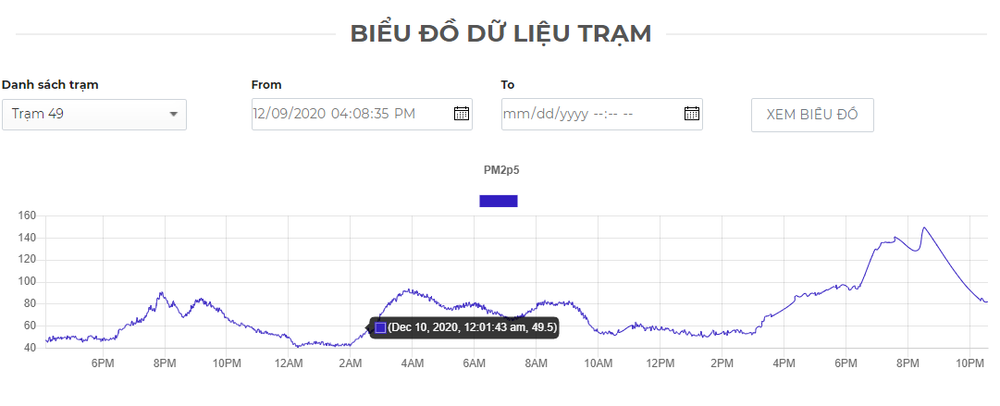 BIỂU ĐỒ DỮ LIỆU TRẠM
Danh sách trạm
From
To
Trạm 49
12/09/2020 04:08:35 PM
mm/dd/yyyy --:-- --
XEM BIỂU ĐỒ
PM2p5
160
140
120
100
80
60
40
(Dec 10, 2020, 12:01:43 am, 49.5)
6PM 8PM 10PM 12AM 2AM 4AM 6AM 8AM 10AM 12PM 2PM 4PM 6PM 8PM 10PM